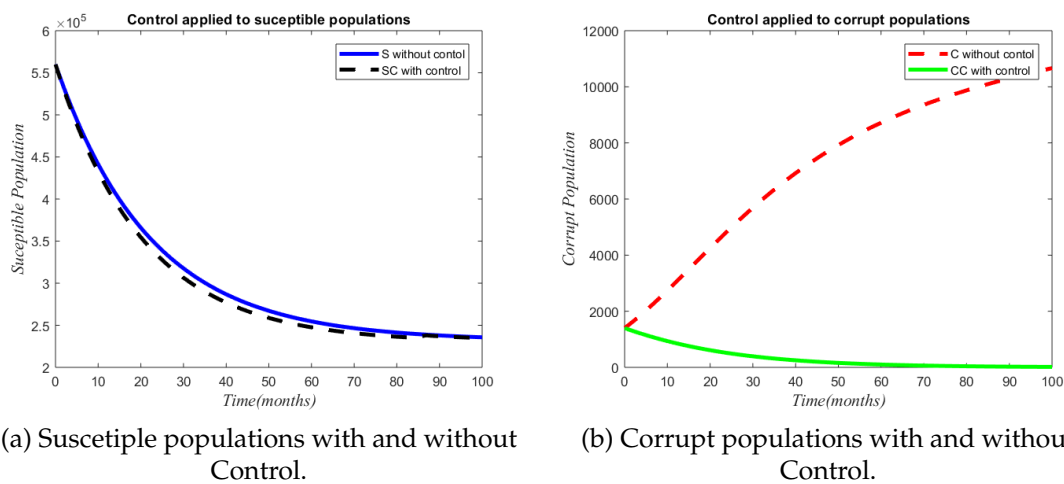 Control applied to suceptible populations
×10⁵
6
5.5
5
4.5
4
3.5
3
2.5
2
Suceptible Population
S without contol
SC with control
0 10 20 30 40 50 60 70 80 90 100
Time(months)
(a) Suscetiple populations with and without
Control.
Control applied to corrupt populations
12000
10000
8000
6000
4000
2000
0
Corrupt Population
C without control
CC with control
0 10 20 30 40 50 60 70 80 90 100
Time(months)
(b) Corrupt populations with and withou
Control.